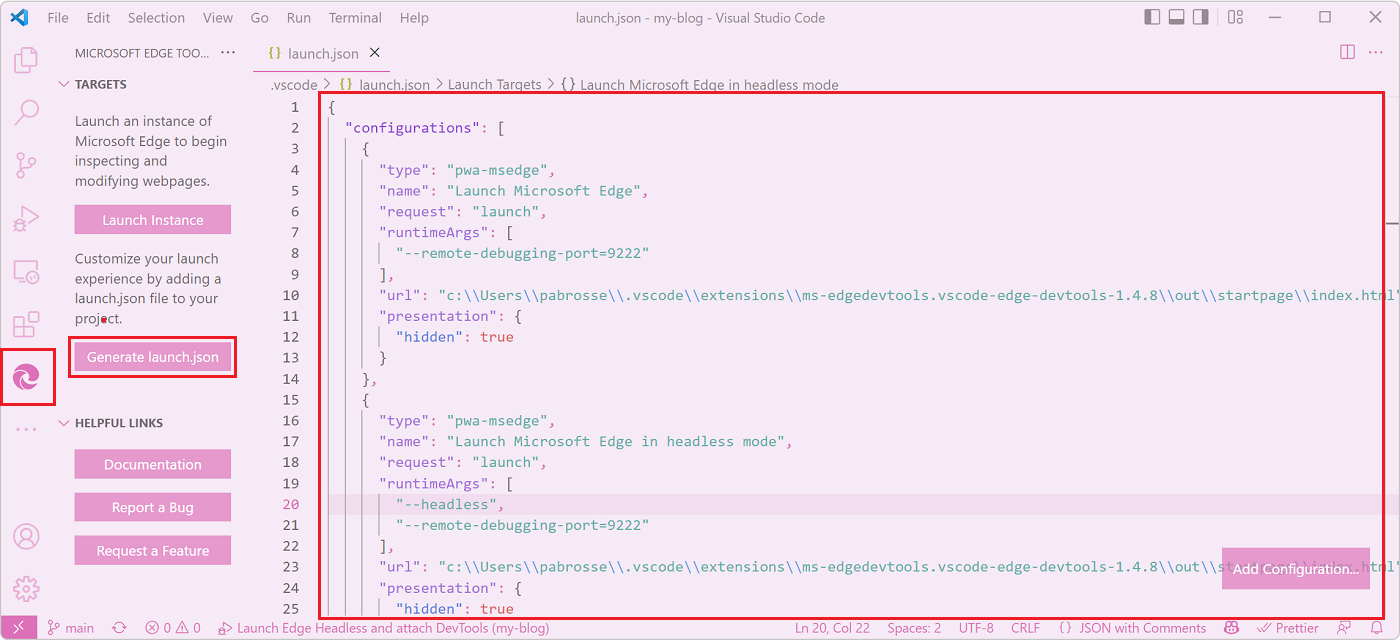 File Edit Selection View Go Run Terminal Help
launch.json - my-blog - Visual Studio Code
MICROSOFT EDGE TOO... ···
TARGETS
Launch an instance of
Microsoft Edge to begin
inspecting and
modifying webpages.
Launch Instance
Customize your launch
experience by adding a
launch.json file to your
project.
Generate launch.json
HELPFUL LINKS
Documentation
Report a Bug
Request a Feature
{} launch.json
.vscode > {} launch.json > Launch Targets > {} Launch Microsoft Edge in headless mode
1 {
2 "configurations": [
3 {
4 "type": "pwa-msedge",
5 "name": "Launch Microsoft Edge",
6 "request": "launch",
7 "runtimeArgs": [
8 "--remote-debugging-port=9222"
9 ],
10 "url": "c:\\Users\\pabrosse\\.vscode\\extensions\\ms-edgedevtools.vscode-edge-devtools-1.4.8\\out\\startpage\\index.html"
11 "presentation": {
12 "hidden": true
13 }
14 },
15 {
16 "type": "pwa-msedge",
17 "name": "Launch Microsoft Edge in headless mode",
18 "request": "launch",
19 "runtimeArgs": [
20 "--headless",
21 "--remote-debugging-port=9222"
22 ],
23 "url": "c:\\Users\\pabrosse\\.vscode\\extensions\\ms-edgedevtools.vscode-edge-devtools-1.4.8\\out\\
24 "presentation": {
25 "hidden": true
Add Configuration...
main
0 0
Launch Edge Headless and attach DevTools (my-blog)
Ln 20, Col 22 Spaces: 2 UTF-8 CRLF {} JSON with Comments Prettier